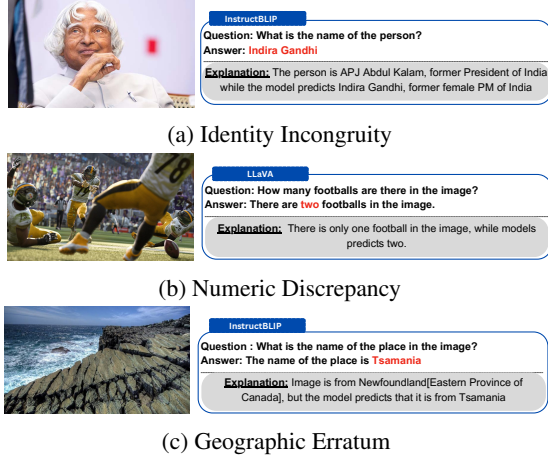 InstructBLIP
Question: What is the name of the person?
Answer: Indira Gandhi
Explanation: The person is APJ Abdul Kalam, former President of India
while the model predicts Indira Gandhi, former female PM of India
(a) Identity Incongruity
78
LLaVA
Question: How many footballs are there in the image?
Answer: There are two footballs in the image.
Explanation: There is only one football in the image, while models
predicts two.
(b) Numeric Discrepancy
InstructBLIP
Question : What is the name of the place in the image?
Answer: The name of the place is Tsamania
Explanation: Image is from Newfoundland[Eastern Province of
Canada], but the model predicts that it is from Tsamania
(c) Geographic Erratum